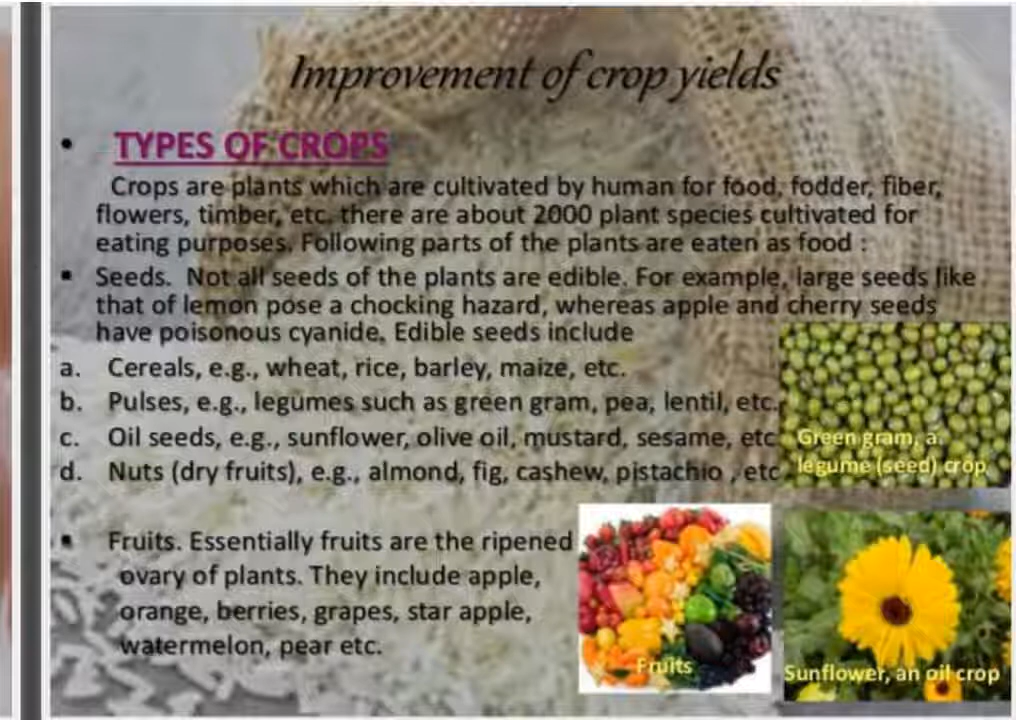 Improvement of crop yields
• TYPES OF CROPS
Crops are plants which are cultivated by human for food, fodder, fiber,
flowers, timber, etc. there are about 2000 plant species cultivated for
eating purposes. Following parts of the plants are eaten as food :
▪ Seeds. Not all seeds of the plants are edible. For example, large seeds like
that of lemon pose a chocking hazard, whereas apple and cherry seeds
have poisonous cyanide. Edible seeds include
a. Cereals, e.g., wheat, rice, barley, maize, etc.
b. Pulses, e.g., legumes such as green gram, pea, lentil, etc.
c. Oil seeds, e.g., sunflower, olive oil, mustard, sesame, etc
d. Nuts (dry fruits), e.g., almond, fig, cashew, pistachio , etc
Green gram, a
legume (seed) crop
▪ Fruits. Essentially fruits are the ripened
ovary of plants. They include apple,
orange, berries, grapes, star apple,
watermelon, pear etc.
Fruits
Sunflower, an oil crop